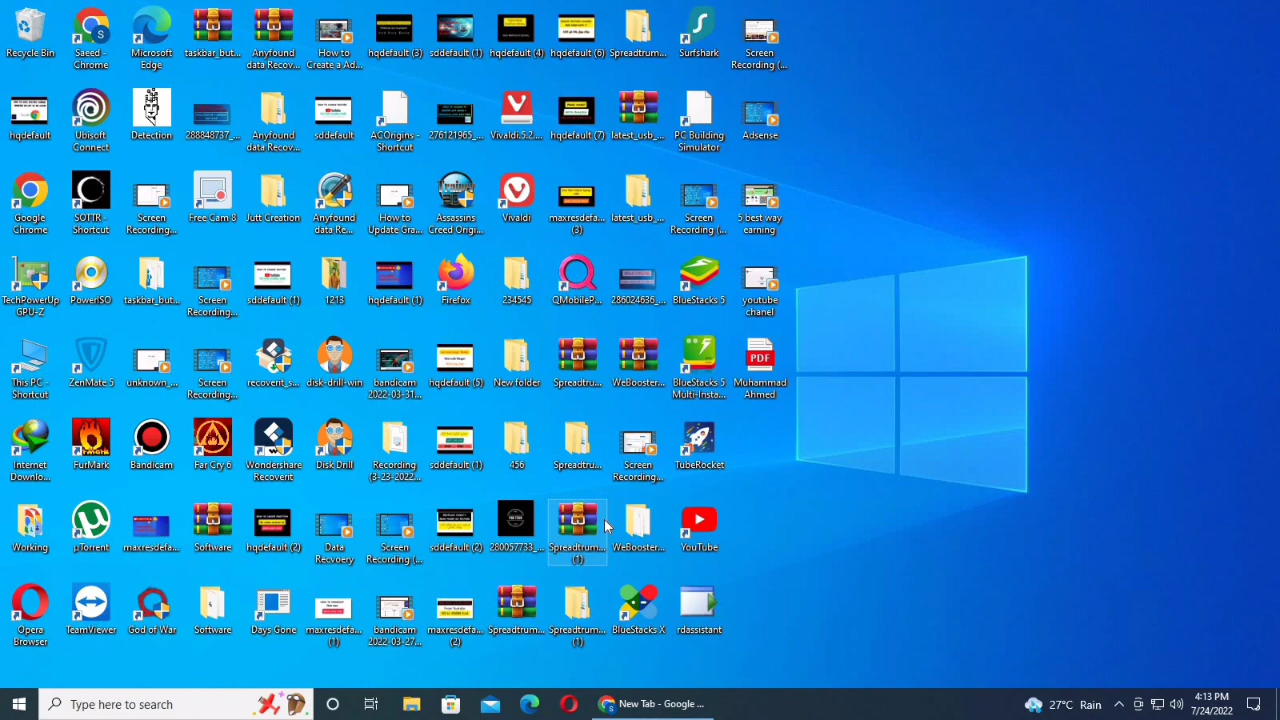 Recycle Bin
Saeed -
Chrome
Microsoft
Edge
taskbar_but...
Anyfound
data Recov...
How to
Create a Ad...
hqdefault (3)
sddefault (1)
hqdefault (4)
hqdefault (6)
Spreadtrum...
Surfshark
Screen
Recording (...
hqdefault
Ubisoft
Connect
Detection
288848737_...
Anyfound
data Recov...
sddefault
ACOrigins -
Shortcut
276121965_...
Vivaldi.5.2....
hqdefault (7)
latest_usb_...
PC Building
Simulator
Adsense
Google
Chrome
SOTTR -
Shortcut
Screen
Recording...
Free Cam 8
Jutt Creation
Anyfound
data Re...
How to
Update Gra...
Assassins
Creed Origi...
Vivaldi
maxresdefa...
(3)
latest_usb_...
Screen
Recording (...
5 best way
earning
TechPowerUp
GPU-Z
PowerISO
taskbar_but...
Screen
Recording...
sddefault (1)
1213
hqdefault (1)
Firefox
234545
QMobileP...
286024636_...
BlueStacks 5
youtube
chanel
This PC -
Shortcut
ZenMate 5
unknown_...
Screen
Recording...
recoverit_s...
disk-drill-win
bandicam
2022-03-31...
hqdefault (5)
New folder
Spreadtru...
WeBooster...
BlueStacks 5
Multi-Insta...
PDF
Muhammad
Ahmed
Internet
Downlo...
FurMark
Bandicam
Far Cry 6
Wondershare
Recoverit
Disk Drill
Recording
(3-23-2022...
sddefault (1)
456
Spreadtru...
Screen
Recording...
TubeRocket
Working
µTorrent
maxresdefa...
Software
hqdefault (2)
Data
Recvoery
Screen
Recording (...
sddefault (2)
280057733_...
Spreadtrum...
(1)
WeBooster...
YouTube
Opera
Browser
TeamViewer
God of War
Software
Days Gone
maxresdefa...
(1)
bandicam
2022-03-27...
maxresdefa...
(2)
Spreadtrum...
Spreadtrum...
(1)
BlueStacks X
rdassistant
Type here to search
New Tab - Google ...
27°C Rain
4:13 PM
7/24/2022